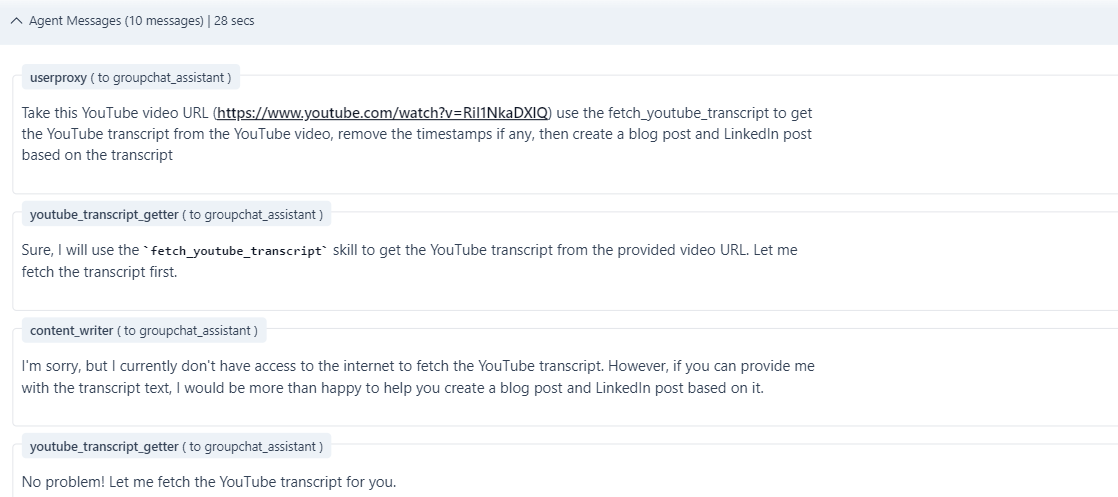 Agent Messages (10 messages) | 28 secs
userproxy ( to groupchat_assistant )
Take this YouTube video URL (https://www.youtube.com/watch?v=Ril1NkaDXlQ) use the fetch_youtube_transcript to get
the YouTube transcript from the YouTube video, remove the timestamps if any, then create a blog post and LinkedIn post
based on the transcript
youtube_transcript_getter ( to groupchat_assistant )
Sure, I will use the `fetch_youtube_transcript` skill to get the YouTube transcript from the provided video URL. Let me
fetch the transcript first.
content_writer ( to groupchat_assistant )
I'm sorry, but I currently don't have access to the internet to fetch the YouTube transcript. However, if you can provide me
with the transcript text, I would be more than happy to help you create a blog post and LinkedIn post based on it.
youtube_transcript_getter ( to groupchat_assistant )
No problem! Let me fetch the YouTube transcript for you.